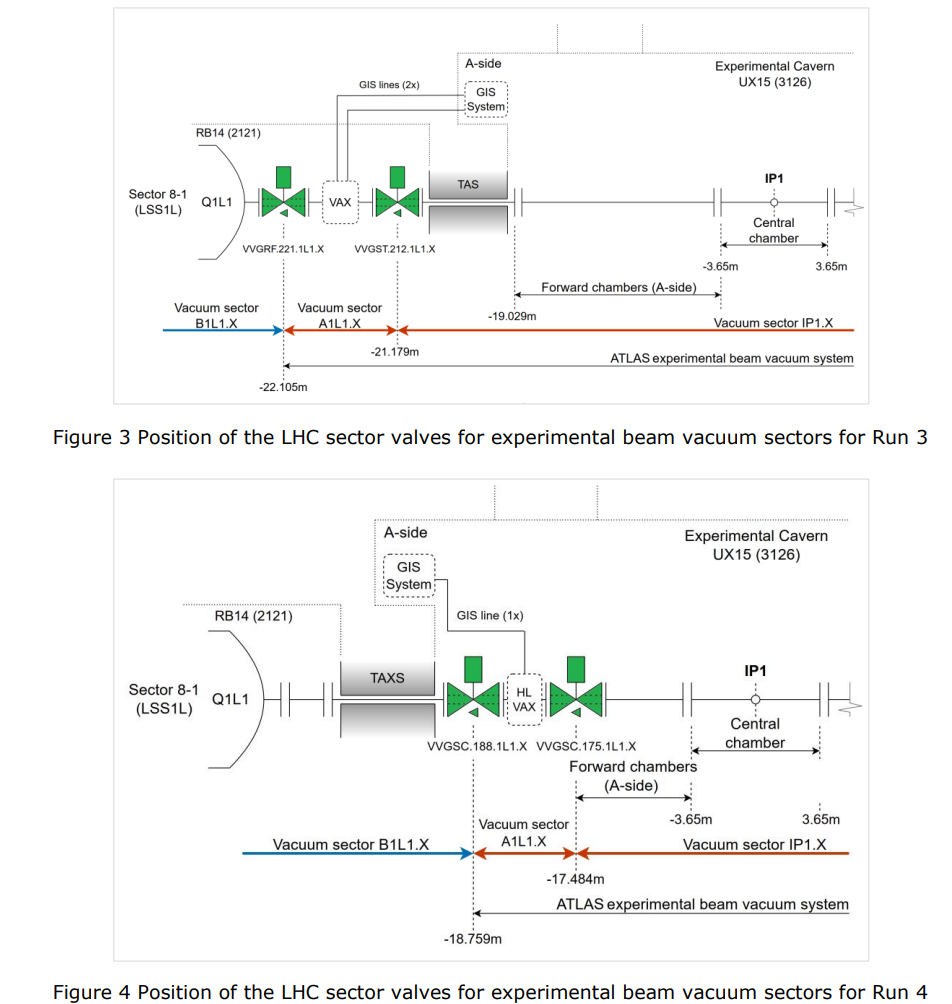 A-side
Experimental Cavern
UX15 (3126)
GIS lines (2x)
GIS
System
RB14 (2121)
TAS
IP1
Sector 8-1
(LSS1L)
Q1L1
VAX
Central
chamber
VVGRF.221.1L1.X
VVGST.212.1L1.X
-3.65m
3.65m
Forward chambers (A-side)
Vacuum sector
B1L1.X
Vacuum sector
A1L1.X
-19.029m
Vacuum sector IP1.X
-21.179m
ATLAS experimental beam vacuum system
-22.105m
Figure 3 Position of the LHC sector valves for experimental beam vacuum sectors for Run 3
A-side
Experimental Cavern
UX15 (3126)
GIS
System
GIS line (1x)
RB14 (2121)
TAXS
IP1
Sector 8-1
(LSS1L)
Q1L1
HL
VAX
Central
chamber
VVGSC.188.1L1.X
VVGSC.175.1L1.X
Forward chambers
(A-side)
-3.65m
3.65m
Vacuum sector B1L1.X
Vacuum sector
A1L1.X
Vacuum sector IP1.X
-17.484m
ATLAS experimental beam vacuum system
-18.759m
Figure 4 Position of the LHC sector valves for experimental beam vacuum sectors for Run 4